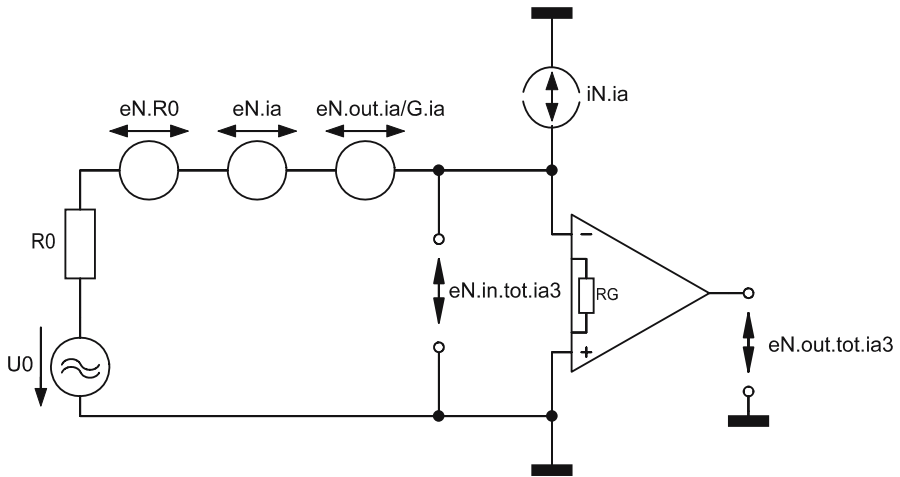 eN.R0
eN.ia
eN.out.ia/G.ia
iN.ia
R0
U0
eN.in.tot.ia3
−
RG
+
eN.out.tot.ia3